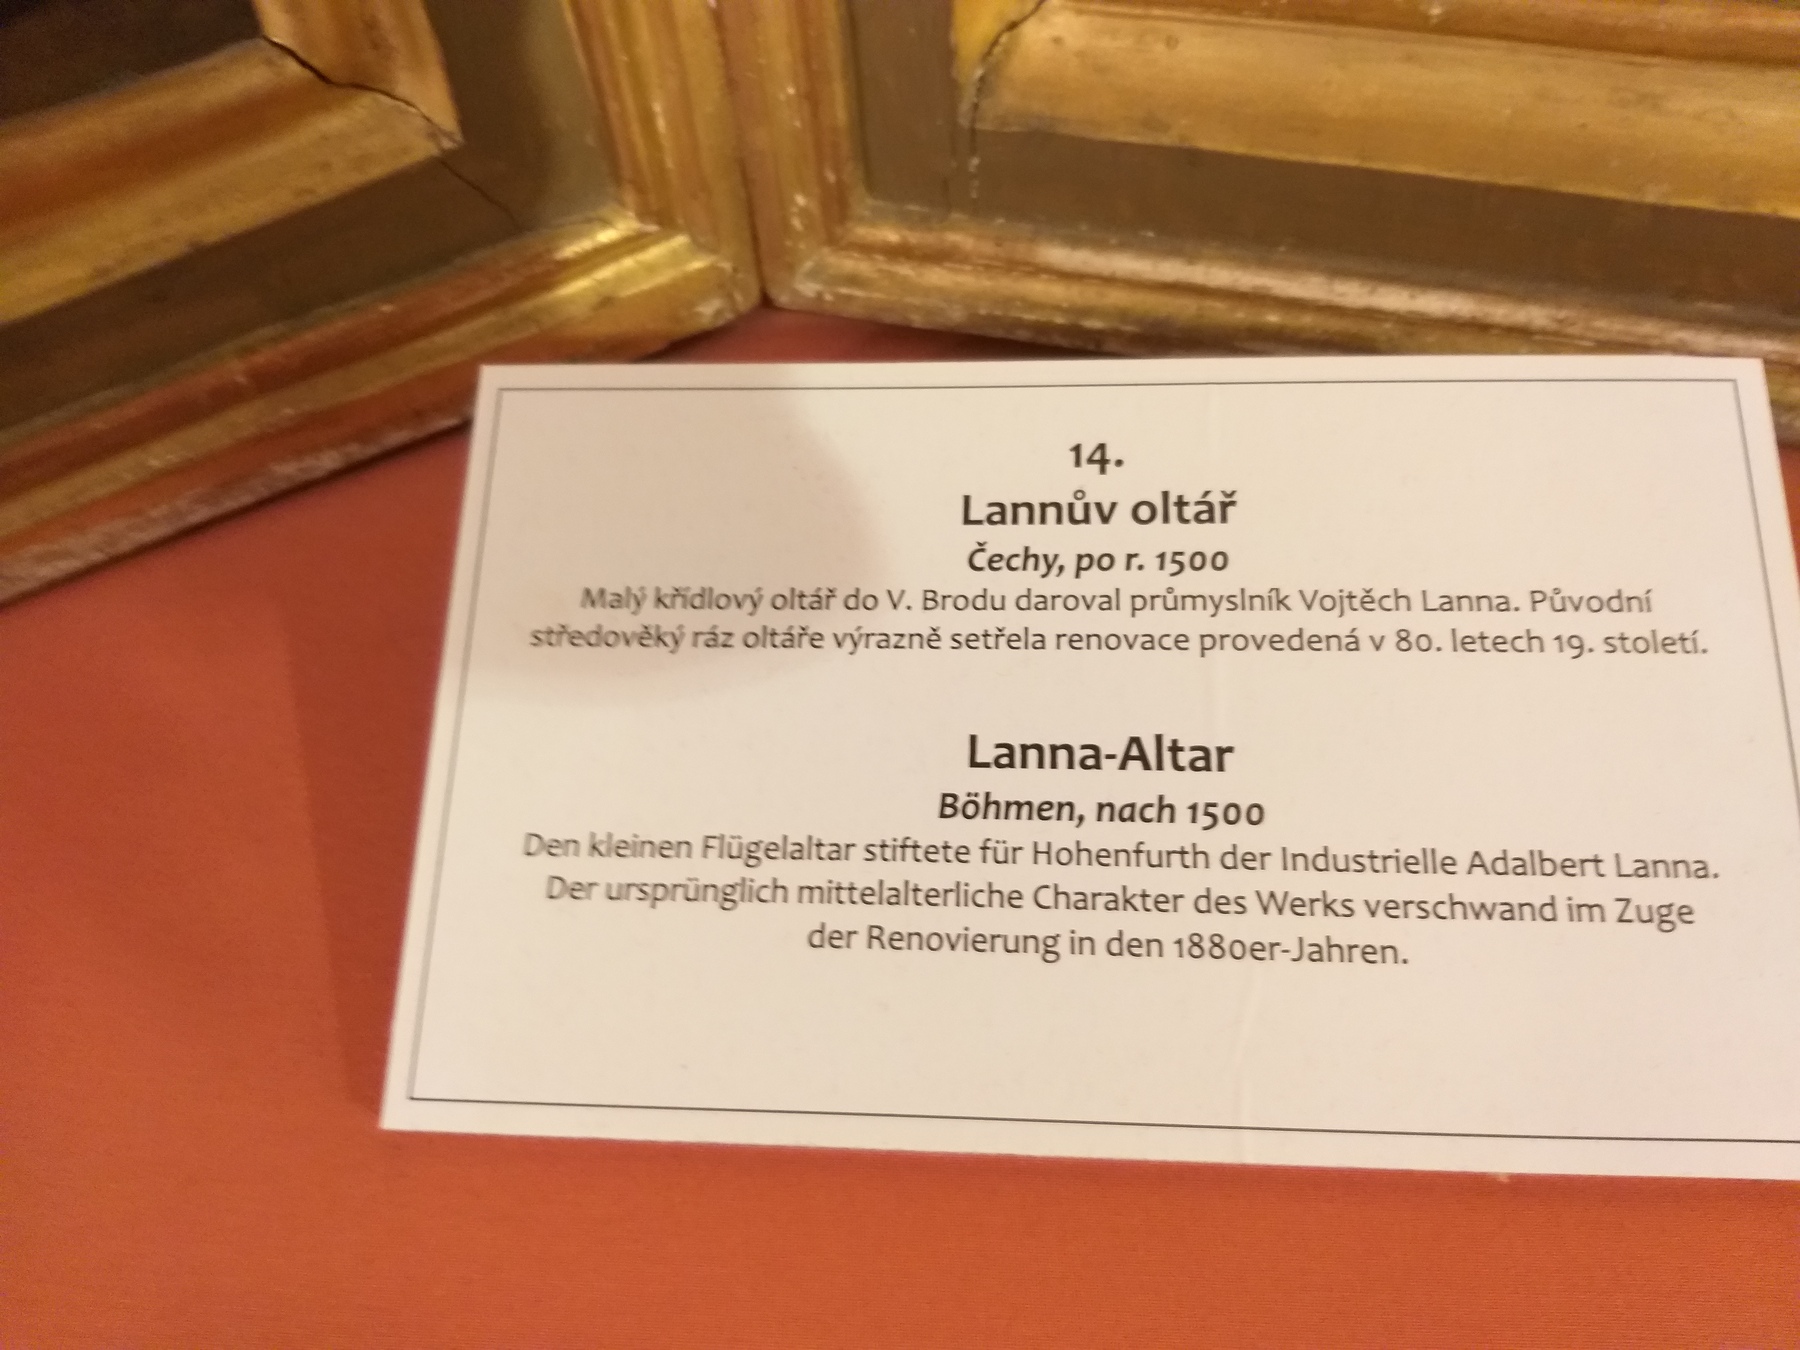 14.
Lannův oltář
Čechy, po r. 1500
Malý křídlový oltář do V. Brodu daroval průmyslník Vojtěch Lanna. Původní
středověký ráz oltáře výrazně setřela renovace provedená v 80. letech 19. století.
Lanna-Altar
Böhmen, nach 1500
Den kleinen Flügelaltar stiftete für Hohenfurth der Industrielle Adalbert Lanna.
Der ursprünglich mittelalterliche Charakter des Werks verschwand im Zuge
der Renovierung in den 1880er-Jahren.